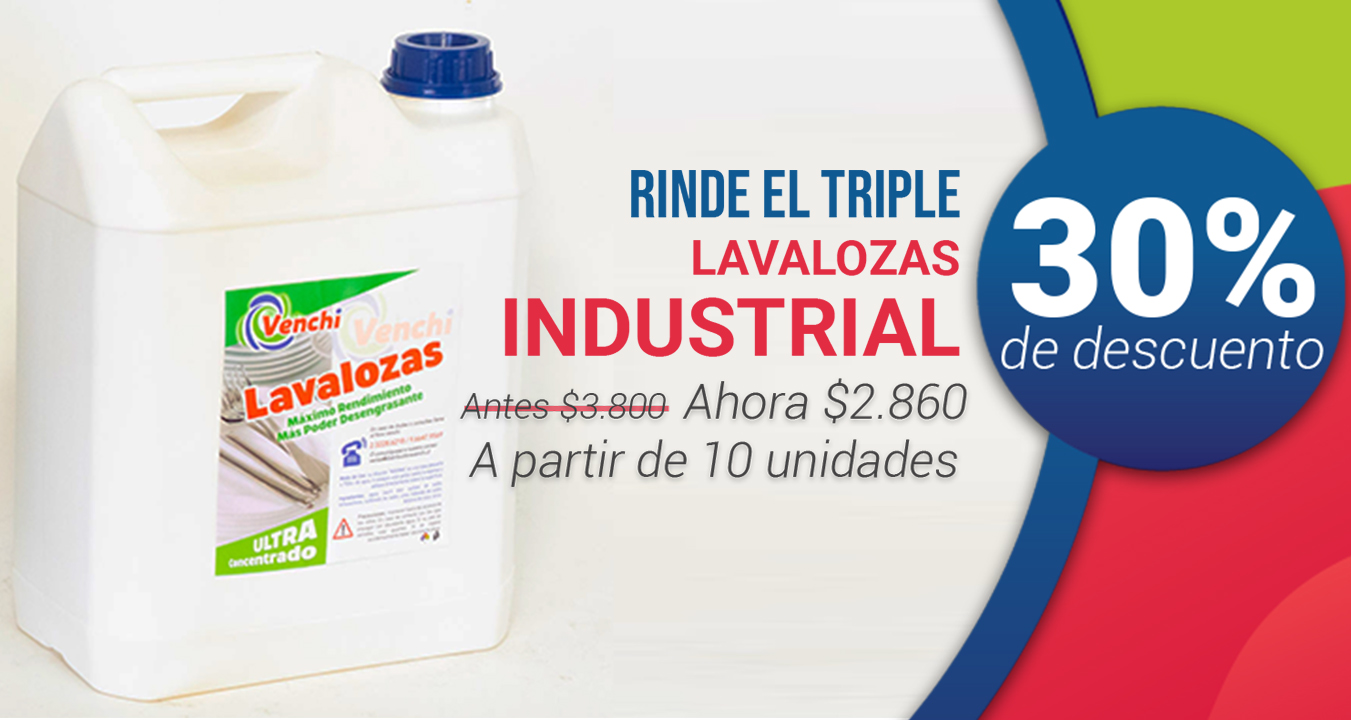 RINDE EL TRIPLE
LAVALOZAS
INDUSTRIAL
Antes $3.800 Ahora $2.860
A partir de 10 unidades
30%
de descuento
Venchi
Venchi
Lavalozas
Máximo Rendimiento
Más Poder Desengrasante
ULTRA
Concentrado